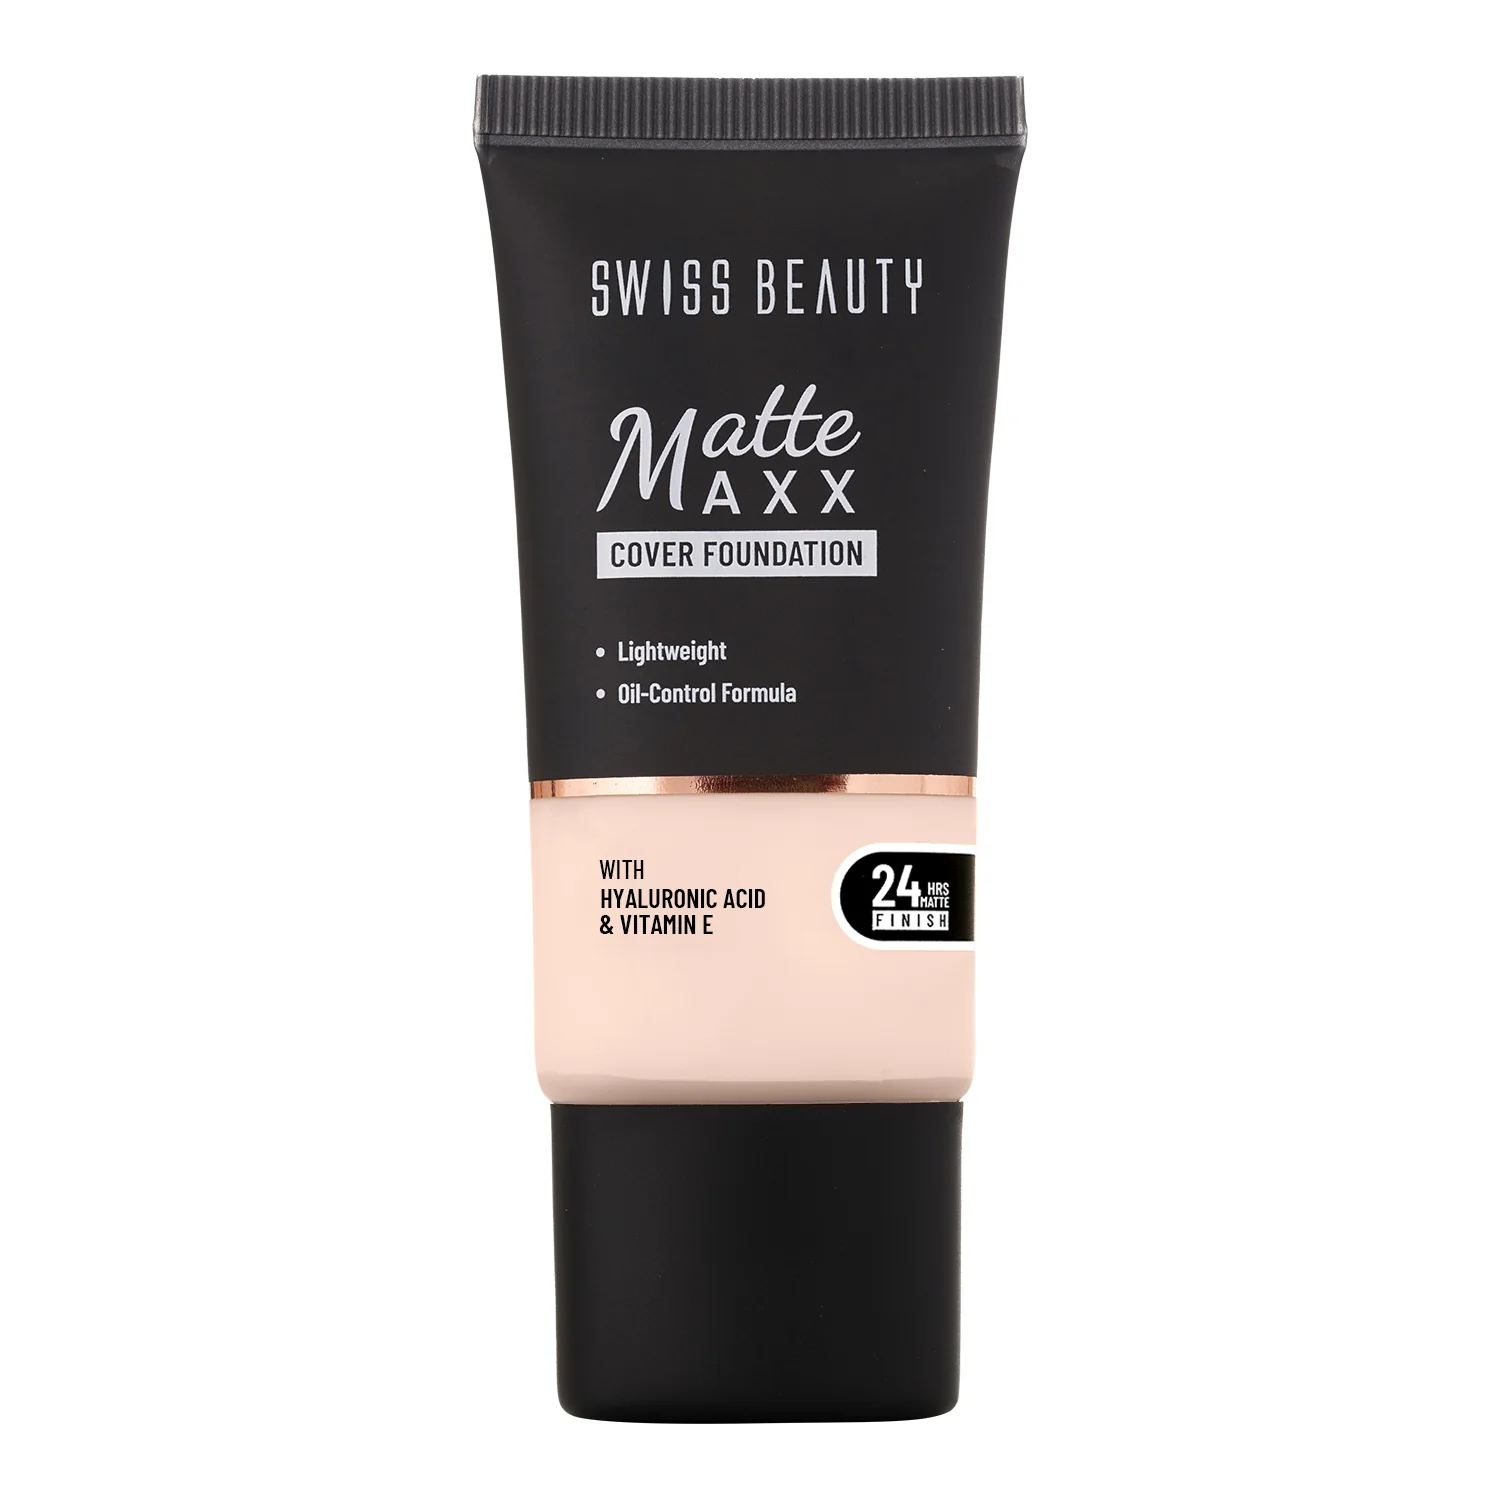 SWISS BEAUTY
Matte
MAXX
COVER FOUNDATION
• Lightweight
• Oil-Control Formula
WITH
HYALURONIC ACID
& VITAMIN E
24 HRS
MATTE
FINISH